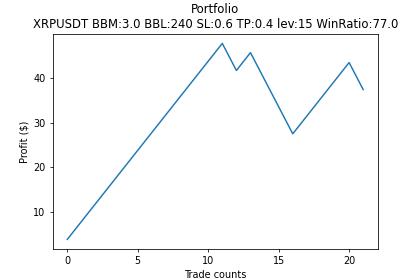 Portfolio
XRPUSDT BBM:3.0 BBL:240 SL:0.6 TP:0.4 lev:15 WinRatio:77.0
Profit ($)
40
30
20
10
0
5
10
15
20
Trade counts